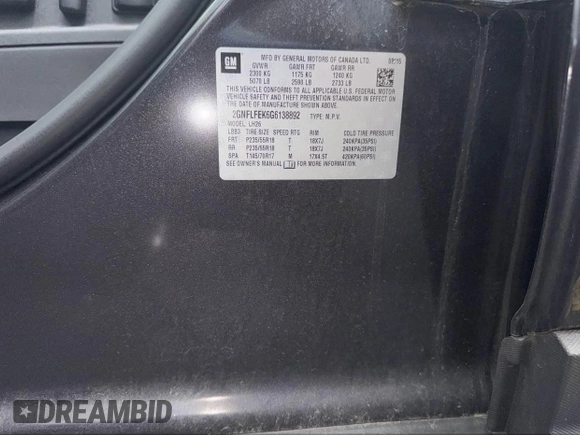 GM
MFD BY GENERAL MOTORS OF CANADA LTD.
GVWR GAWR FRT GAWR RR
2300 KG 1175 KG 1240 KG
5070 LB 2590 LB 2733 LB
THIS VEHICLE CONFORMS TO ALL APPLICABLE U.S. FEDERAL MOTOR
VEHICLE SAFETY AND THEFT PREVENTION STANDARDS IN EFFECT ON
THE DATE OF MANUFACTURE SHOWN ABOVE.
2GNFLFEK6G6138892 TYPE: M.P.V.
MODEL: LH26
TIRE SIZE SPEED RTG RIM COLD TIRE PRESSURE
FRT P235/55R18 T 18X7J 240KPA(35PSI)
RR P235/55R18 T 18X7J 240KPA(35PSI)
SPA T145/70R17 M 17X4.5T 420KPA(60PSI)
SEE OWNER'S MANUAL FOR MORE INFORMATION.
DREAMBID